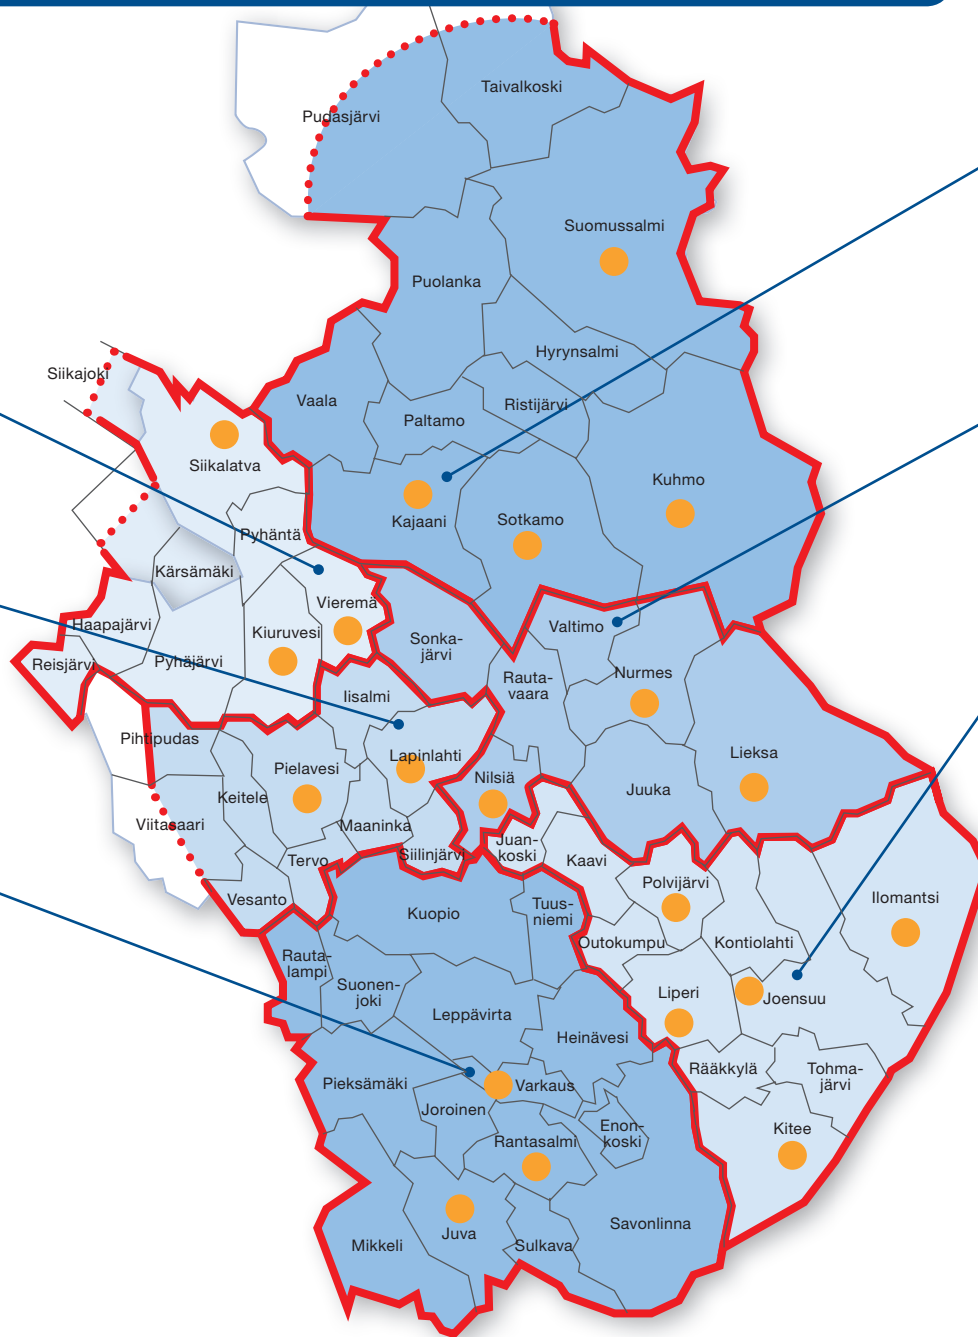 Taivalkoski
Pudasjärvi
Suomussalmi
Puolanka
Hyrynsalmi
Siikajoki
Vaala
Ristijärvi
Paltamo
Siikalatva
Kuhmo
Kajaani
Sotkamo
Pyhäntä
Kärsämäki
Vieremä
Haapajärvi
Kiuruvesi
Valtimo
Sonka-
järvi
Reisjärvi
Pyhäjärvi
Nurmes
Rauta-
vaara
Iisalmi
Pihtipudas
Lieksa
Lapinlahti
Pielavesi
Nilsiä
Juuka
Keitele
Viitasaari
Maaninka
Juan-
koski
Siilinjärvi
Kaavi
Tervo
Polvijärvi
Vesanto
Ilomantsi
Kuopio
Tuus-
niemi
Outokumpu
Kontiolahti
Rauta-
lampi
Suonen-
joki
Liperi
Joensuu
Leppävirta
Heinävesi
Rääkkylä
Tohma-
järvi
Pieksämäki
Varkaus
Joroinen
Enon-
koski
Kitee
Rantasalmi
Savonlinna
Juva
Mikkeli
Sulkava